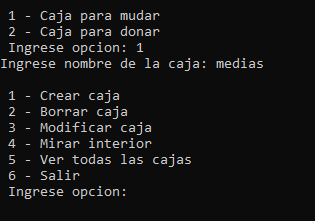 1 - Caja para mudar
2 - Caja para donar
Ingrese opcion: 1
Ingrese nombre de la caja: medias
1 - Crear caja
2 - Borrar caja
3 - Modificar caja
4 - Mirar interior
5 - Ver todas las cajas
6 - Salir
Ingrese opcion: